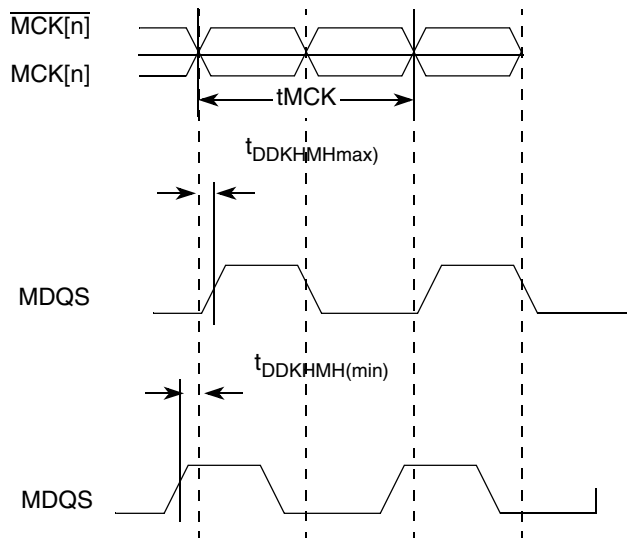 MCK[n]
MCK[n]
tMCK
tDDKHMHmax)
MDQS
tDDKHMH(min)
MDQS